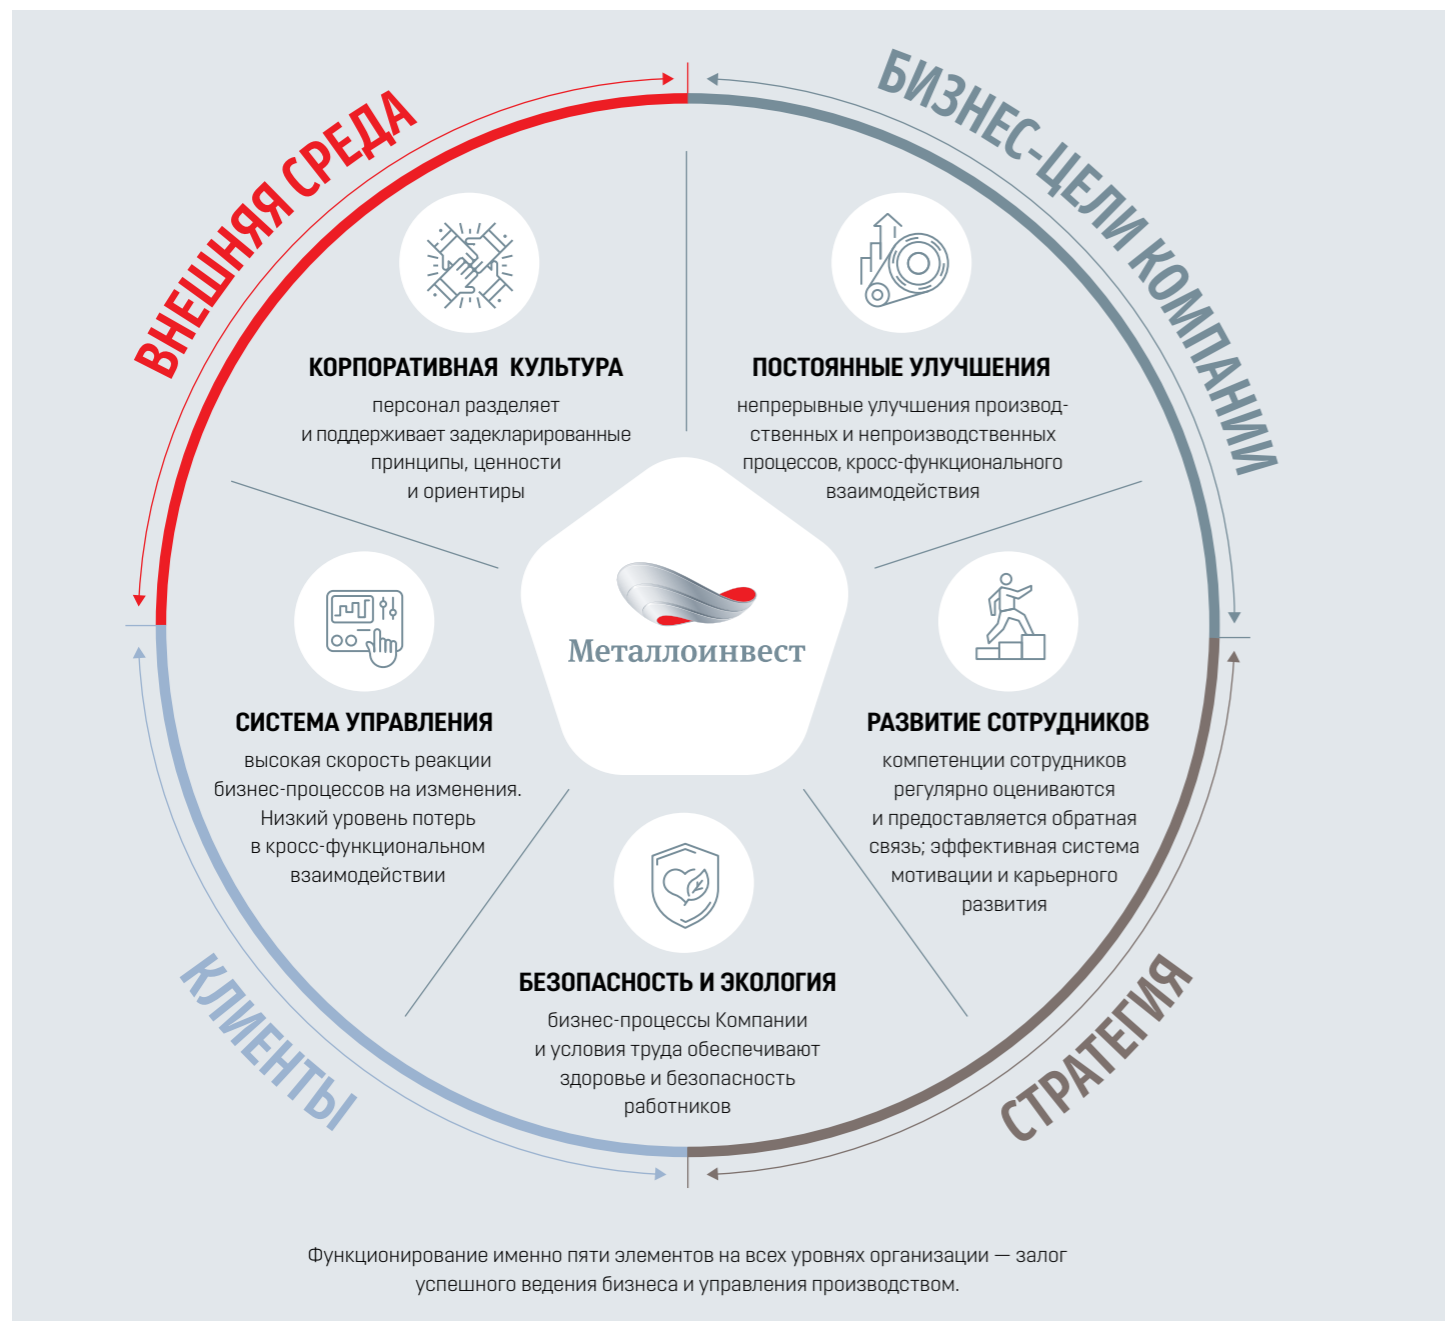 ВНЕШНЯЯ СРЕДА
БИЗНЕС-ЦЕЛИ КОМПАНИИ
КОРПОРАТИВНАЯ КУЛЬТУРА
персонал разделяет
и поддерживает задекларированные
принципы, ценности
и ориентиры
ПОСТОЯННЫЕ УЛУЧШЕНИЯ
непрерывные улучшения производ-
ственных и непроизводственных
процессов, кросс-функционального
взаимодействия
Металлоинвест
СИСТЕМА УПРАВЛЕНИЯ
высокая скорость реакции
бизнес-процессов на изменения.
Низкий уровень потерь
в кросс-функциональном
взаимодействии
РАЗВИТИЕ СОТРУДНИКОВ
компетенции сотрудников
регулярно оцениваются
и предоставляется обратная
связь; эффективная система
мотивации и карьерного
развития
БЕЗОПАСНОСТЬ И ЭКОЛОГИЯ
бизнес-процессы Компании
и условия труда обеспечивают
здоровье и безопасность
работников
КЛИЕНТЫ
СТРАТЕГИЯ
Функционирование именно пяти элементов на всех уровнях организации — залог
успешного ведения бизнеса и управления производством.